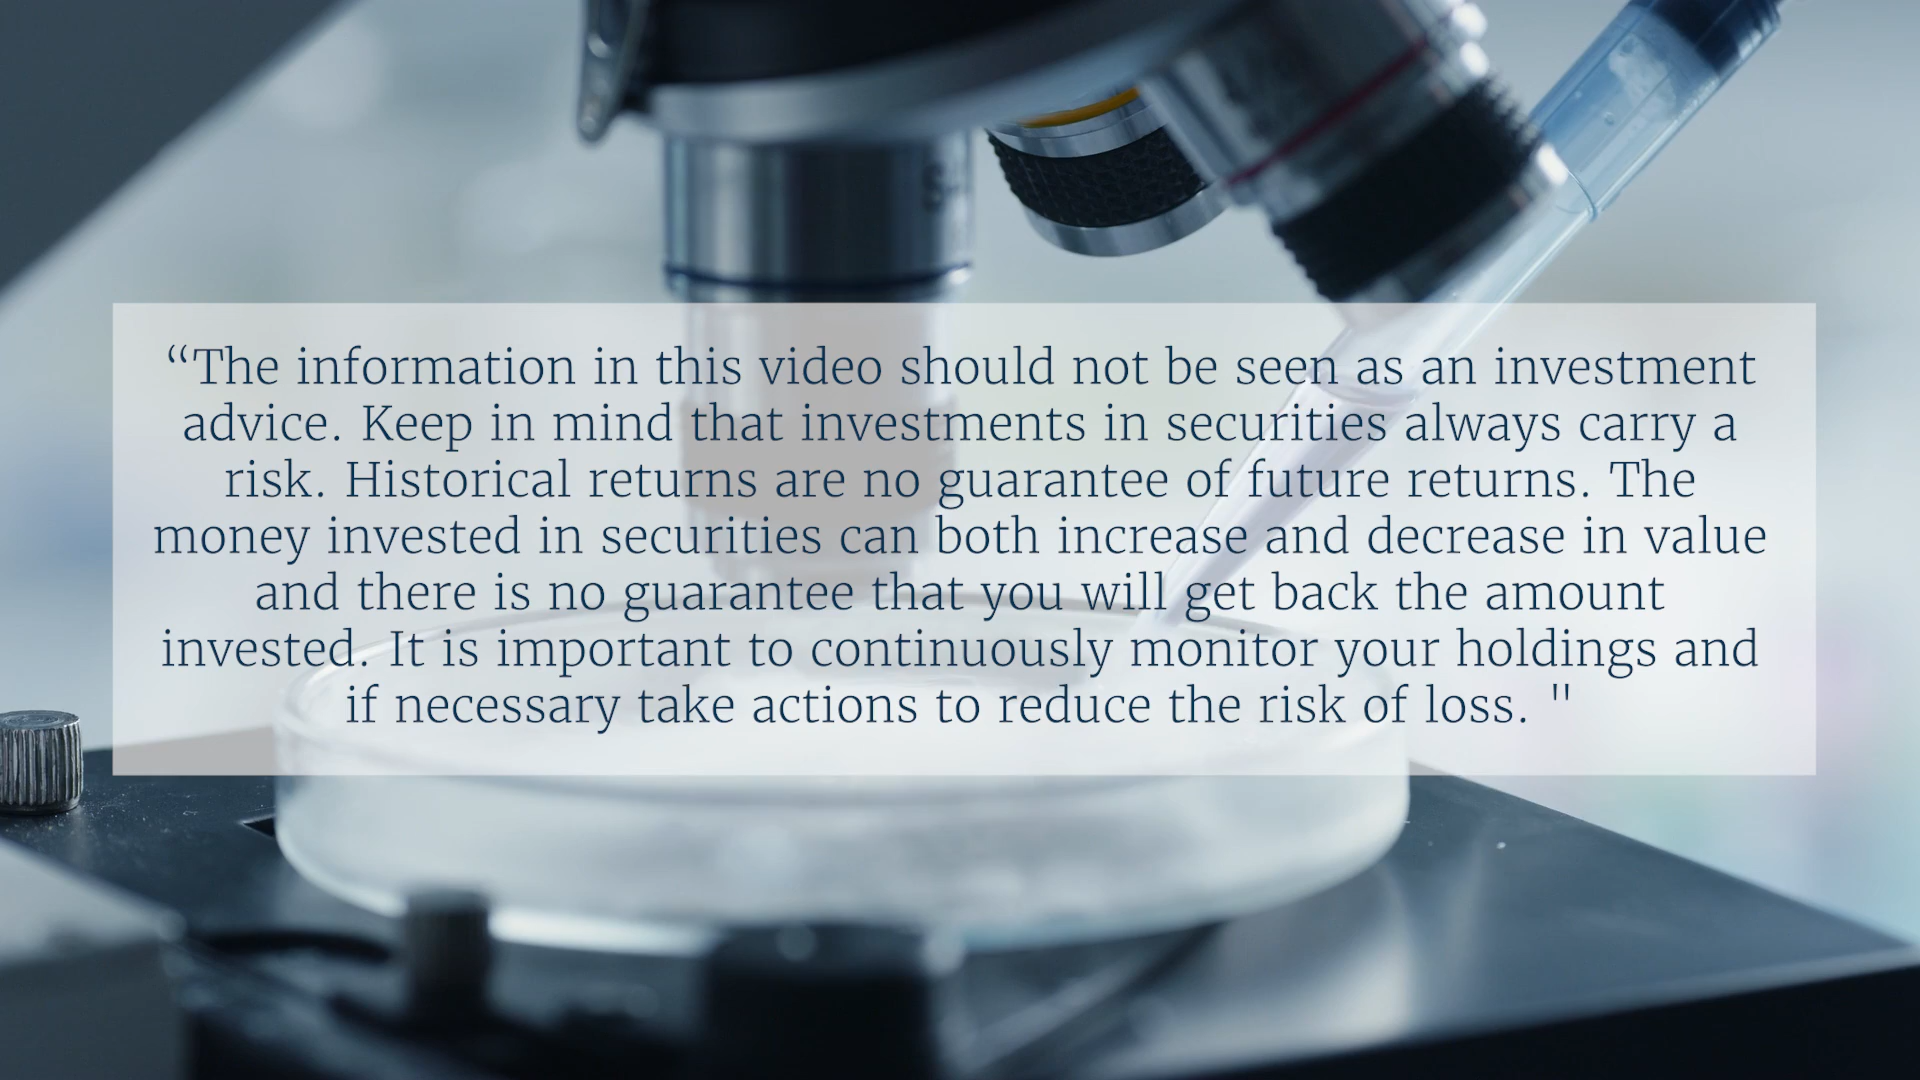 “The information in this video should not be seen as an investment
advice. Keep in mind that investments in securities always carry a
risk. Historical returns are no guarantee of future returns. The
money invested in securities can both increase and decrease in value
and there is no guarantee that you will get back the amount
invested. It is important to continuously monitor your holdings and
if necessary take actions to reduce the risk of loss. "